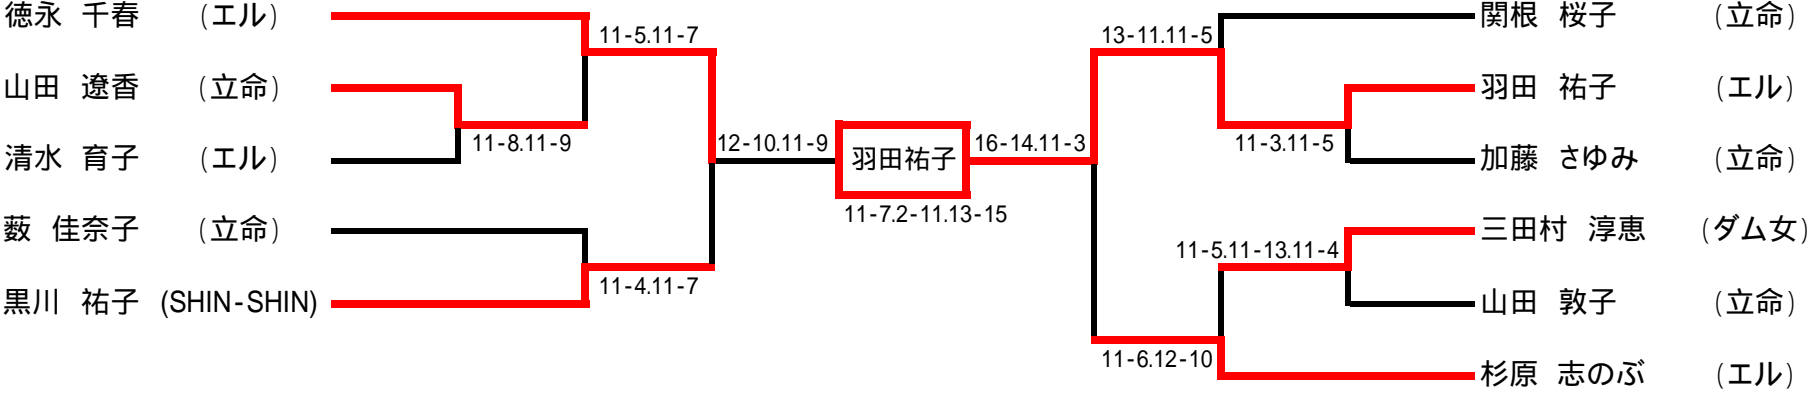 徳永 千春 (エル)
11-5.11-7
山田 遼香 (立命)
11-8.11-9
清水 育子 (エル)
12-10.11-9
薮 佳奈子 (立命)
11-4.11-7
黒川 祐子 (SHIN-SHIN)
羽田祐子
11-7.2-11.13-15
関根 桜子 (立命)
13-11.11-5
羽田 祐子 (エル)
11-3.11-5
加藤 さゆみ (立命)
16-14.11-3
三田村 淳恵 (ダム女)
11-5.11-13.11-4
山田 敦子 (立命)
11-6.12-10
杉原 志のぶ (エル)